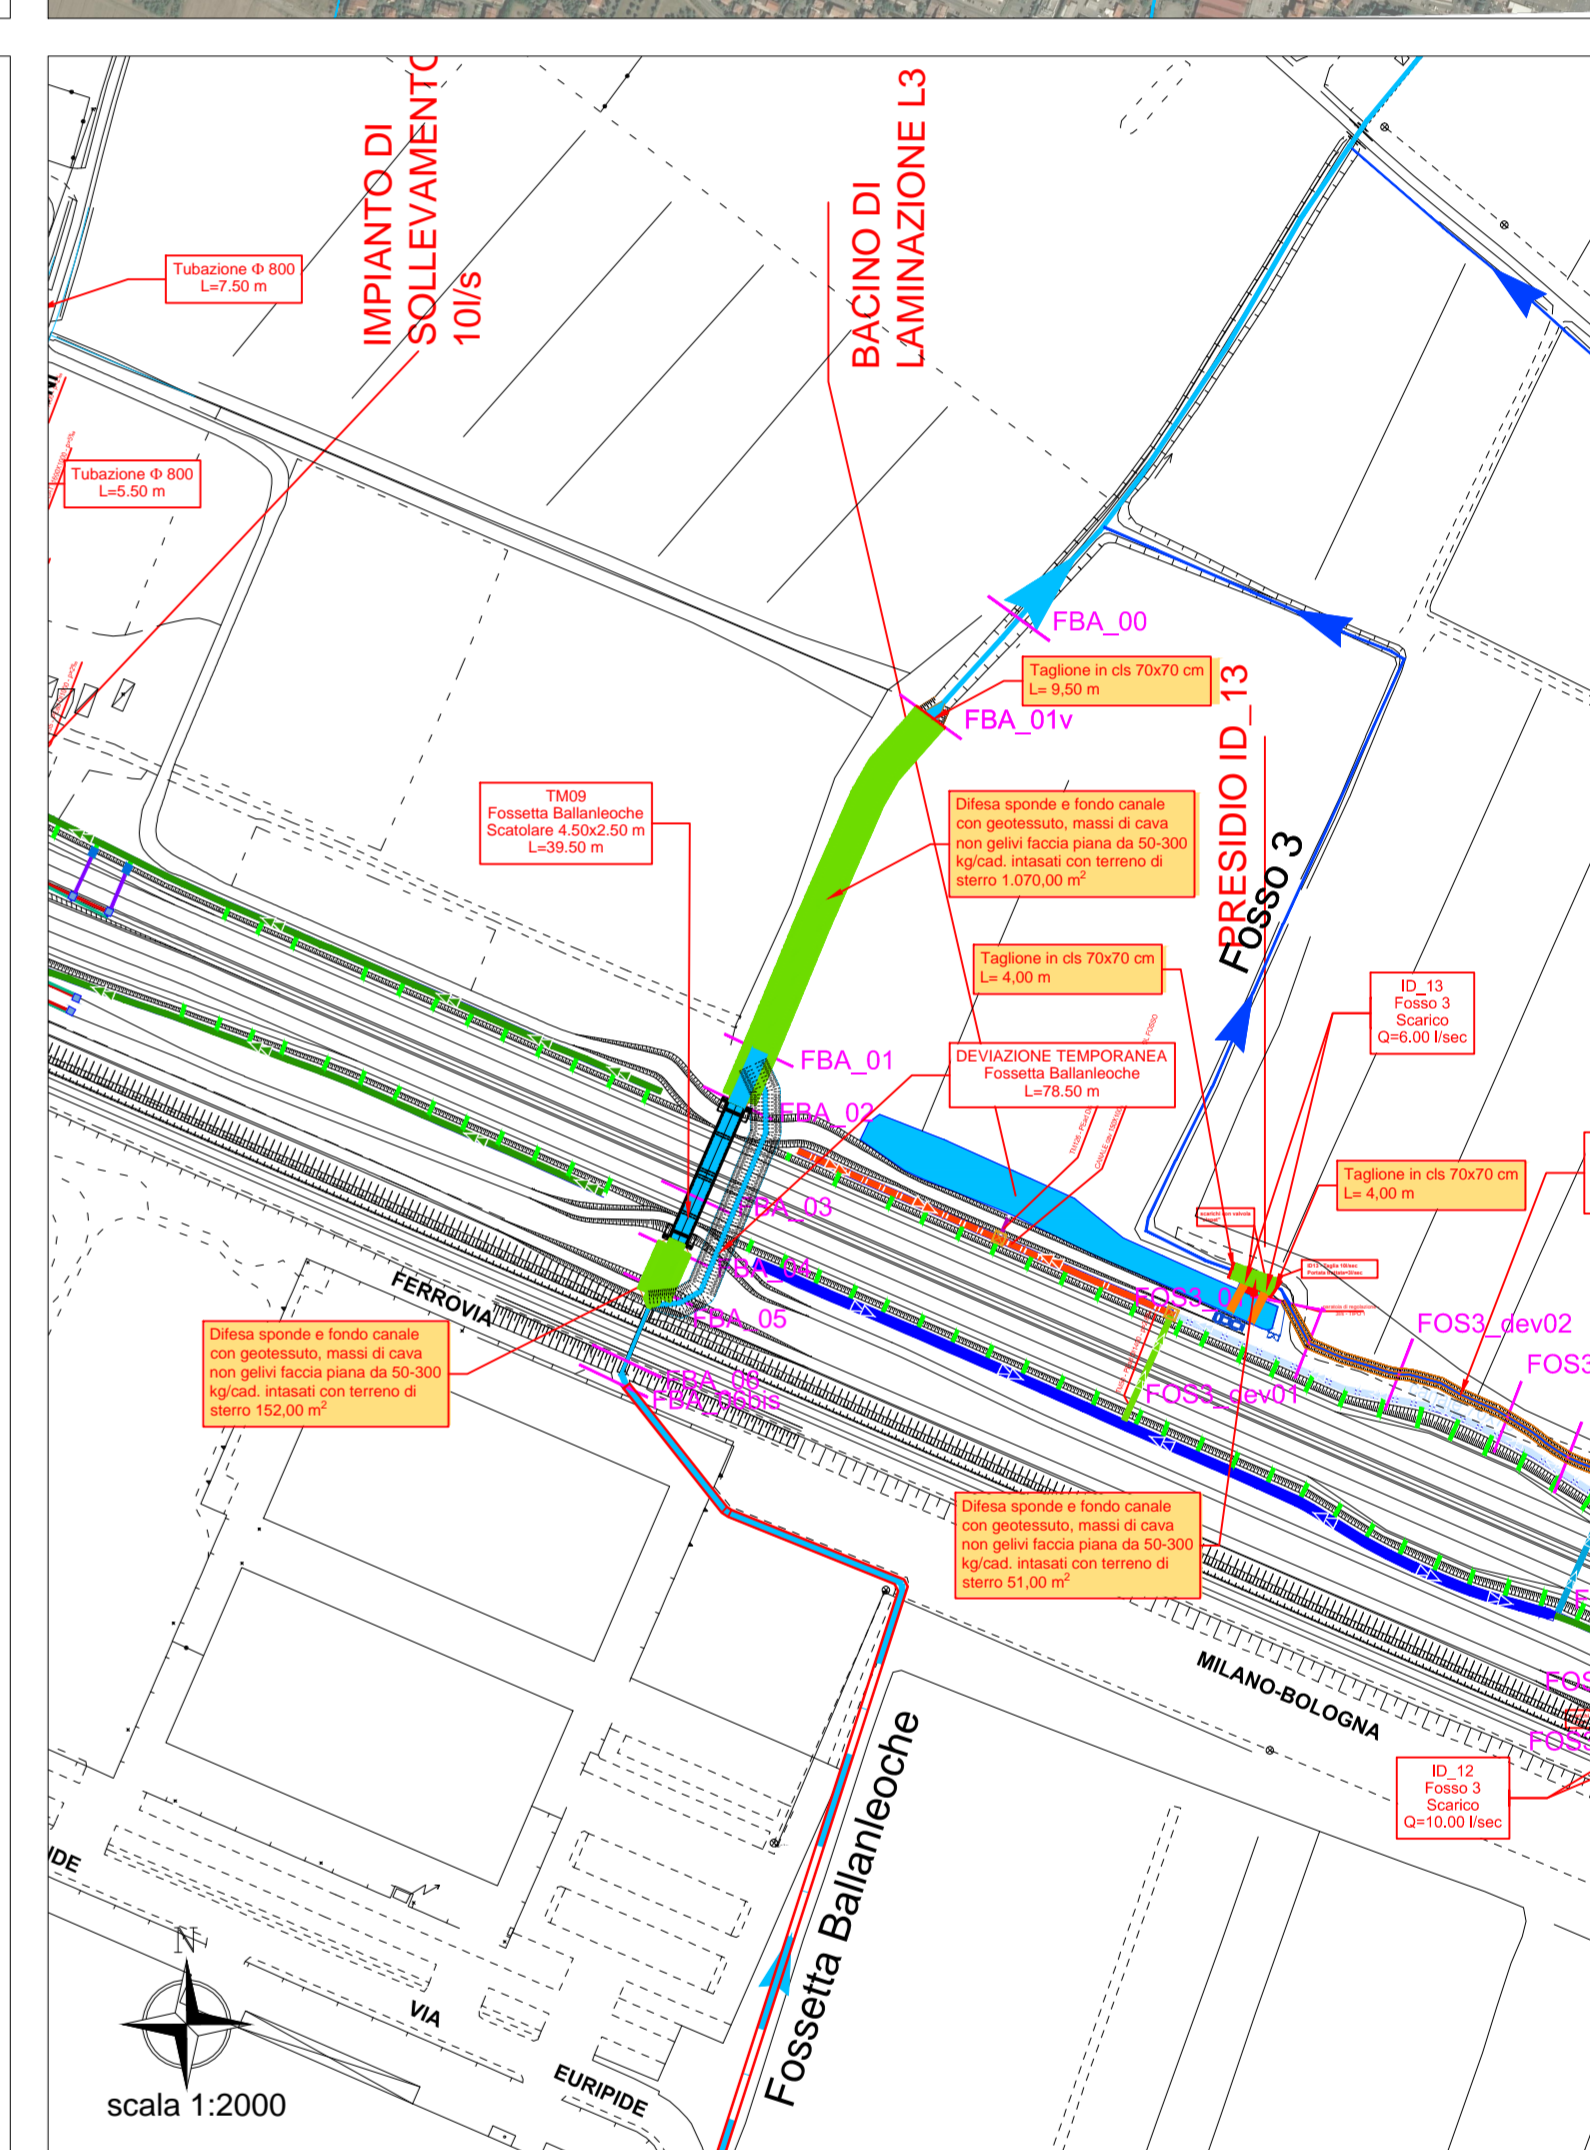 IMPIANTO DI
SOLLEVAMENTO
10l/s
BACINO DI
LAMINAZIONE L3
Tubazione Φ 800
L=7.50 m
Tubazione Φ 800
L=5.50 m
FBA_00
Taglione in cls 70x70 cm
L= 9,50 m
FBA_01v
PRESIDIO ID_13
Fosso 3
TM09
Fossetta Ballanleoche
Scatolare 4.50x2.50 m
L=39.50 m
Difesa sponde e fondo canale
con geotessuto, massi di cava
non gelivi faccia piana da 50-300
kg/cad. intasati con terreno di
sterro 1.070,00 m²
Taglione in cls 70x70 cm
L= 4,00 m
ID_13
Fosso 3
Scarico
Q=6.00 l/sec
FBA_01
DEVIAZIONE TEMPORANEA
Fossetta Ballanleoche
L=78.50 m
FBA_02
Taglione in cls 70x70 cm
L= 4,00 m
FBA_03
FBA_04
FBA_05
FERROVIA
FOS3_01
FOS3_dev02
FOS3
Difesa sponde e fondo canale
con geotessuto, massi di cava
non gelivi faccia piana da 50-300
kg/cad. intasati con terreno di
sterro 152,00 m²
FBA_06
FBA_06bis
FOS3_dev01
Difesa sponde e fondo canale
con geotessuto, massi di cava
non gelivi faccia piana da 50-300
kg/cad. intasati con terreno di
sterro 51,00 m²
MILANO-BOLOGNA
FOS
FOS3
ID_12
Fosso 3
Scarico
Q=10.00 l/sec
Fossetta Ballanleoche
IDE
N
VIA
EURIPIDE
scala 1:2000